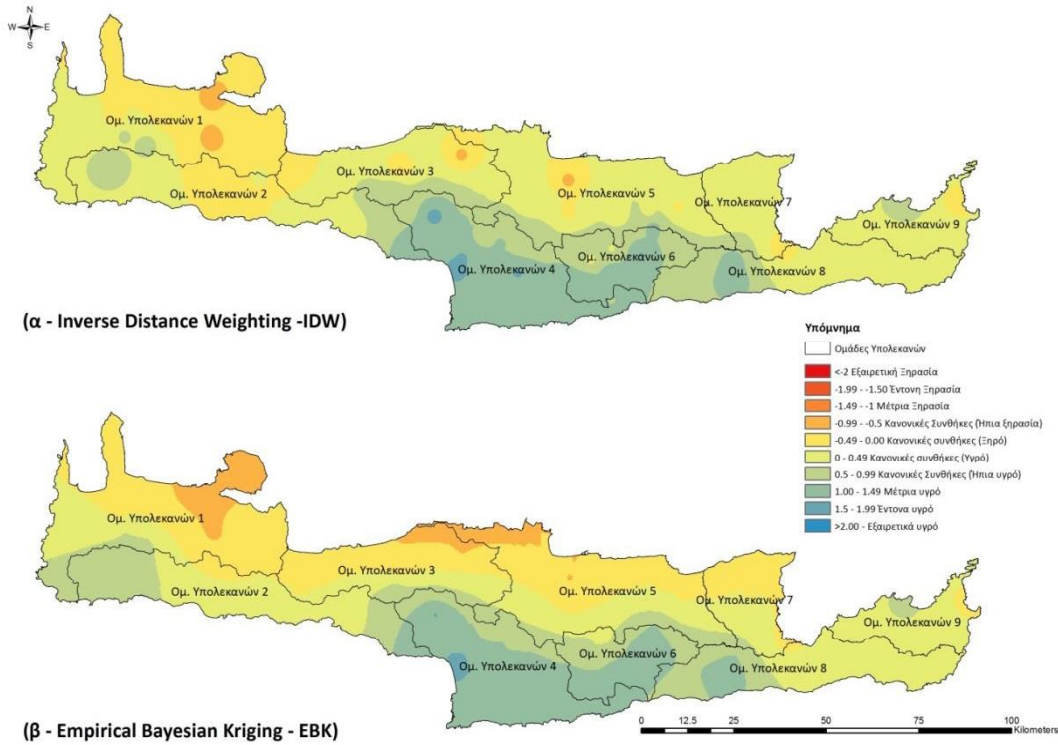 N
W E
S
Ομ. Υπολεκανών 1
Ομ. Υπολεκανών 2
Ομ. Υπολεκανών 3
Ομ. Υπολεκανών 4
Ομ. Υπολεκανών 5
Ομ. Υπολεκανών 6
Ομ. Υπολεκανών 7
Ομ. Υπολεκανών 8
Ομ. Υπολεκανών 9
(α - Inverse Distance Weighting -IDW)
Υπόμνημα
Ομάδες Υπολεκανών
<-2 Εξαιρετική Ξηρασία
-1.99 - -1.50 Έντονη Ξηρασία
-1.49 - -1 Μέτρια Ξηρασία
-0.99 - -0.5 Κανονικές Συνθήκες (Ήπια ξηρασία)
-0.49 - 0.00 Κανονικές συνθήκες (Ξηρό)
0 - 0.49 Κανονικές συνθήκες (Υγρό)
0.5 - 0.99 Κανονικές Συνθήκες (Ήπια υγρό)
1.00 - 1.49 Μέτρια υγρό
1.5 - 1.99 Έντονα υγρό
>2.00 - Εξαιρετικά υγρό
Ομ. Υπολεκανών 1
Ομ. Υπολεκανών 2
Ομ. Υπολεκανών 3
Ομ. Υπολεκανών 4
Ομ. Υπολεκανών 5
Ομ. Υπολεκανών 6
Ομ. Υπολεκανών 7
Ομ. Υπολεκανών 8
Ομ. Υπολεκανών 9
(β - Empirical Bayesian Kriging - EBK)
0 12.5 25 50 75 100
Kilometers